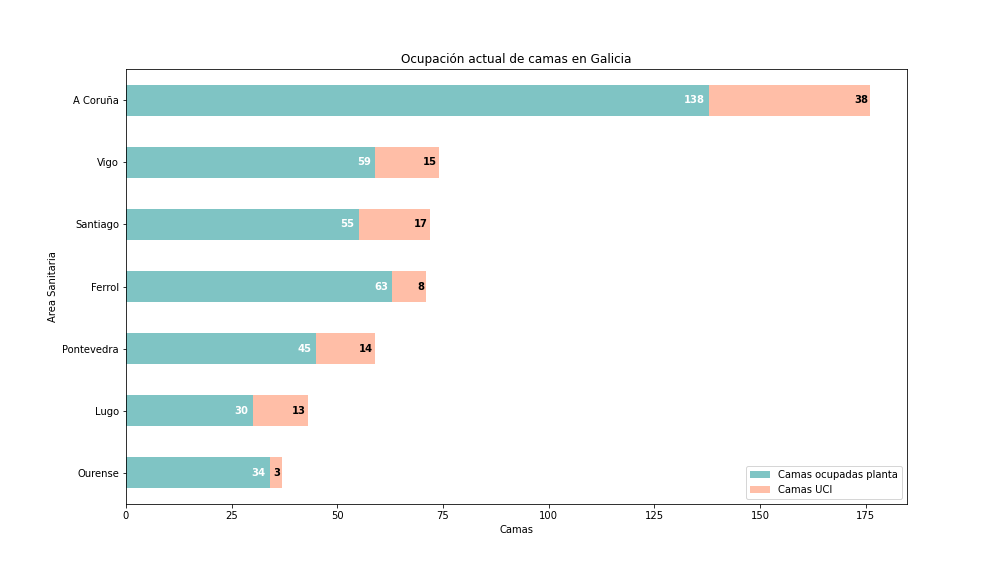 Ocupación actual de camas en Galicia
A Coruña 138 38
Vigo 59 15
Santiago 55 17
Ferrol 63 8
Pontevedra 45 14
Lugo 30 13
Ourense 34 3
Area Sanitaria
Camas ocupadas planta
Camas UCI
0 25 50 75 100 125 150 175
Camas